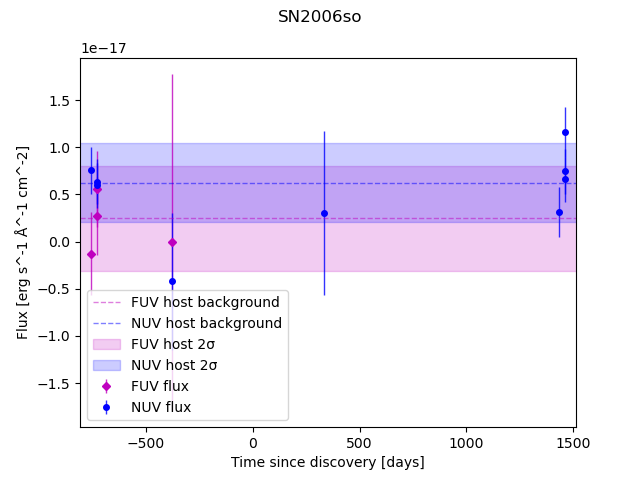 SN2006so
1e−17
1.5
1.0
0.5
0.0
−0.5
−1.0
−1.5
Flux [erg s^-1 Å^-1 cm^-2]
FUV host background
NUV host background
FUV host 2σ
NUV host 2σ
FUV flux
NUV flux
−500
0
500
1000
1500
Time since discovery [days]